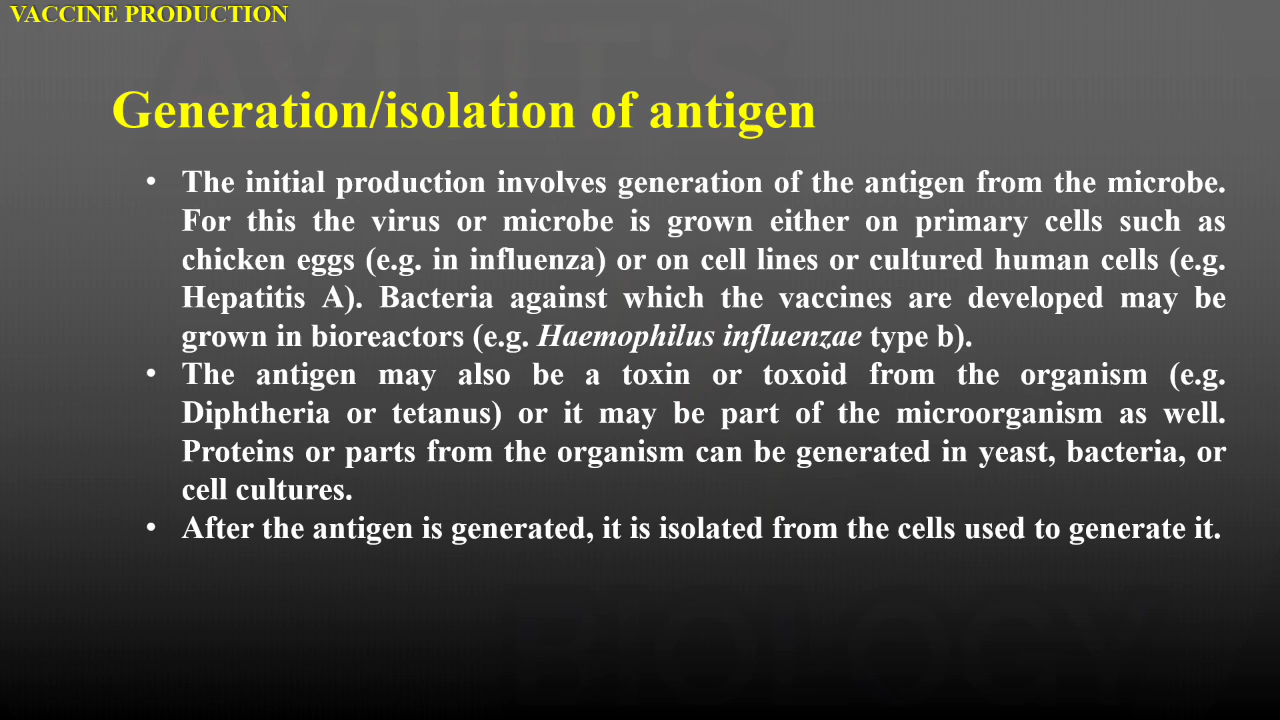 VACCINE PRODUCTION
Generation/isolation of antigen
• The initial production involves generation of the antigen from the microbe.
For this the virus or microbe is grown either on primary cells such as
chicken eggs (e.g. in influenza) or on cell lines or cultured human cells (e.g.
Hepatitis A). Bacteria against which the vaccines are developed may be
grown in bioreactors (e.g. Haemophilus influenzae type b).
• The antigen may also be a toxin or toxoid from the organism (e.g.
Diphtheria or tetanus) or it may be part of the microorganism as well.
Proteins or parts from the organism can be generated in yeast, bacteria, or
cell cultures.
• After the antigen is generated, it is isolated from the cells used to generate it.
BIOLOGY